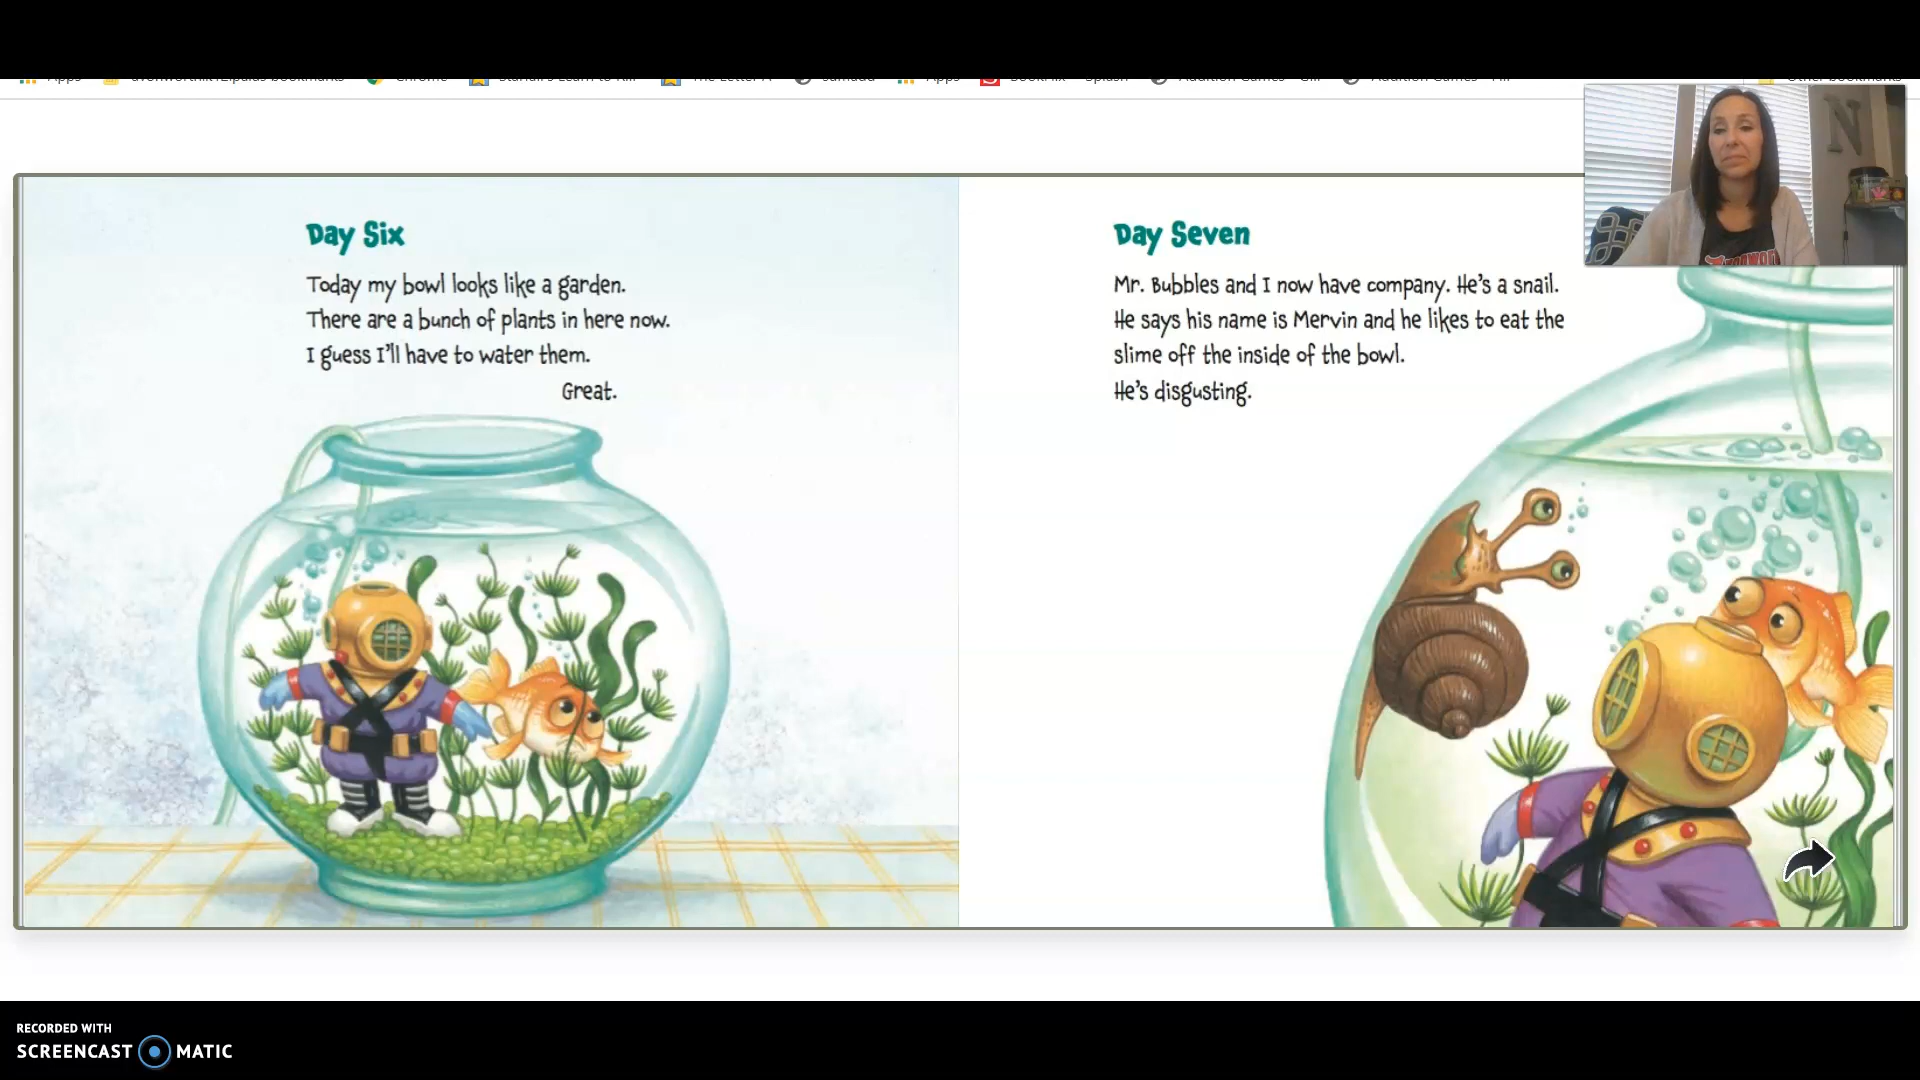 Day Six
Today my bowl looks like a garden.
There are a bunch of plants in here now.
I guess I'll have to water them.
Great.
Day Seven
Mr. Bubbles and I now have company. He's a snail.
He says his name is Mervin and he likes to eat the
slime off the inside of the bowl.
He's disgusting.
N
RECORDED WITH
SCREENCAST MATIC